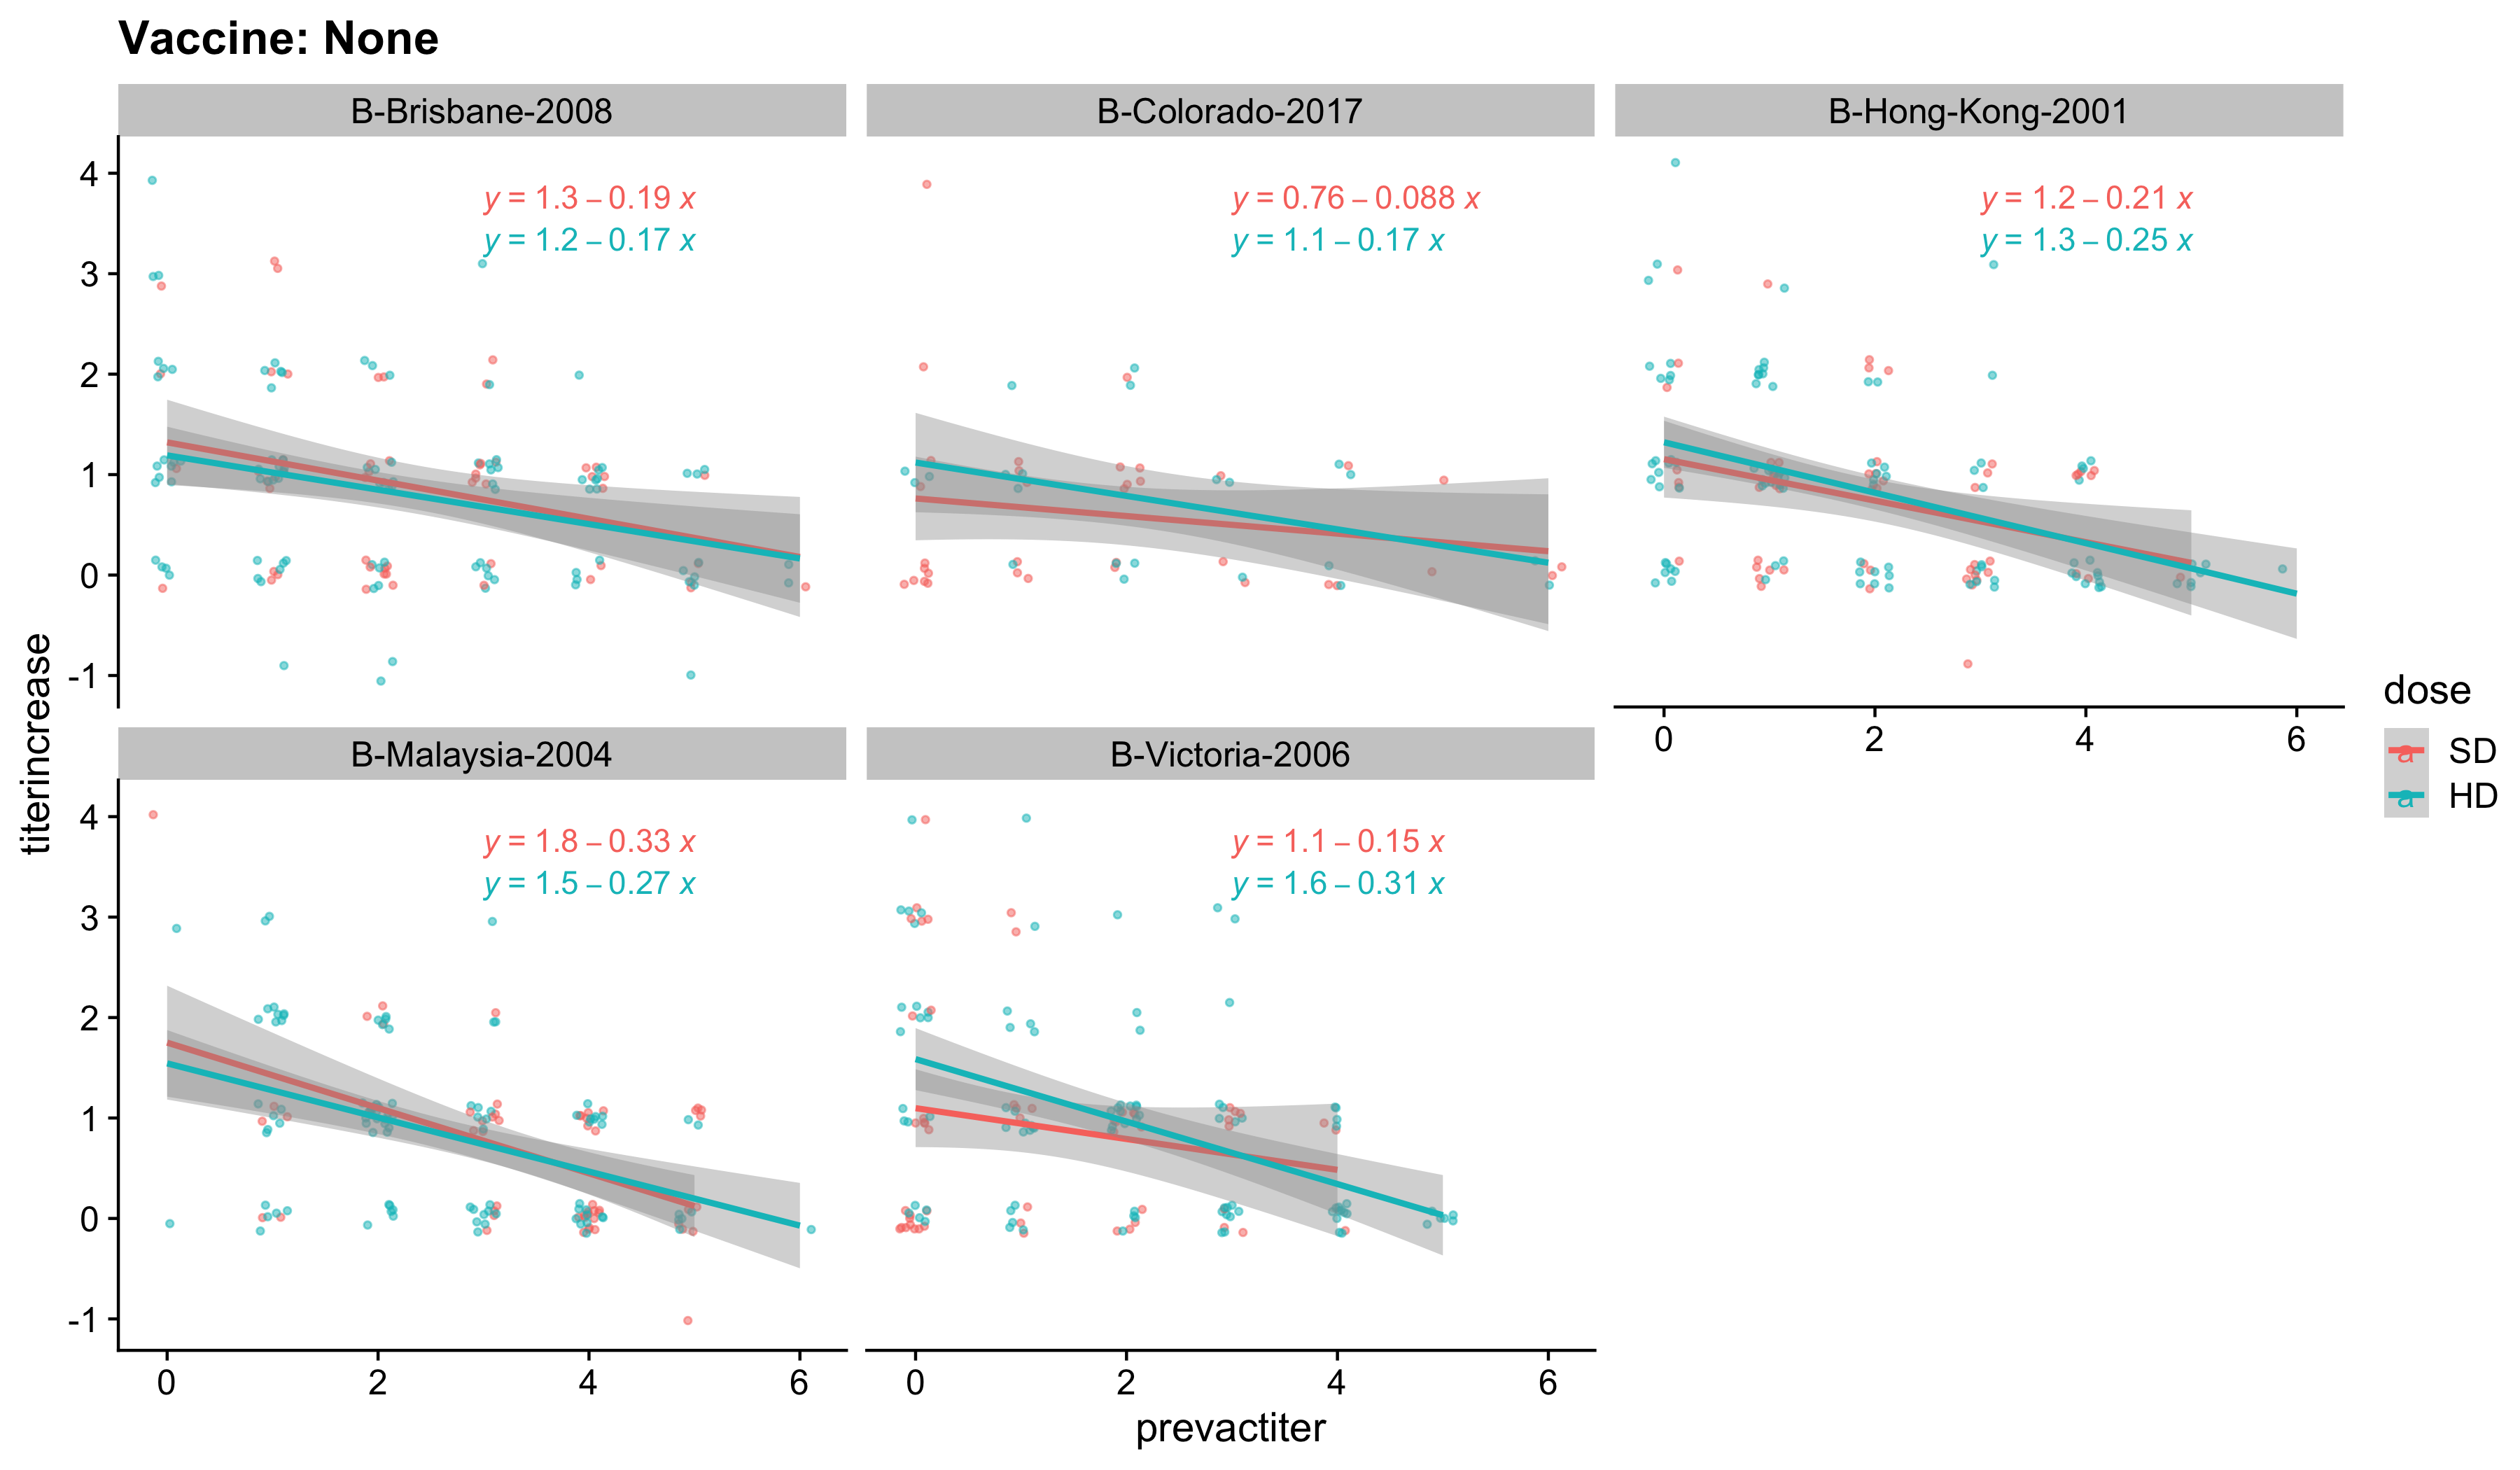 Vaccine: None
B-Brisbane-2008
B-Colorado-2017
B-Hong-Kong-2001
4
3
2
1
0
-1
y = 1.3 – 0.19 x
y = 1.2 – 0.17 x
y = 0.76 – 0.088 x
y = 1.1 – 0.17 x
y = 1.2 – 0.21 x
y = 1.3 – 0.25 x
0 2 4 6
B-Malaysia-2004
B-Victoria-2006
4
3
2
1
0
-1
y = 1.8 – 0.33 x
y = 1.5 – 0.27 x
y = 1.1 – 0.15 x
y = 1.6 – 0.31 x
0 2 4 6
0 2 4 6
titerincrease
prevactiter
dose
a SD
a HD